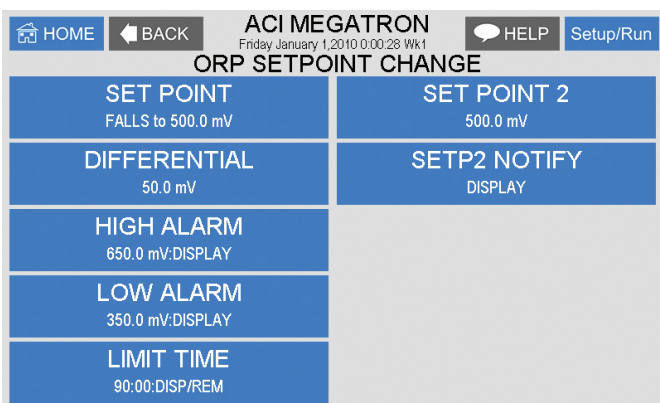 HOME
BACK
ACI MEGATRON
Friday January 1,2010 0:00:28 Wk1
HELP
Setup/Run
ORP SETPOINT CHANGE
SET POINT
FALLS to 500.0 mV
SET POINT 2
500.0 mV
DIFFERENTIAL
50.0 mV
SETP2 NOTIFY
DISPLAY
HIGH ALARM
650.0 mV:DISPLAY
LOW ALARM
350.0 mV:DISPLAY
LIMIT TIME
90:00:DISP/REM